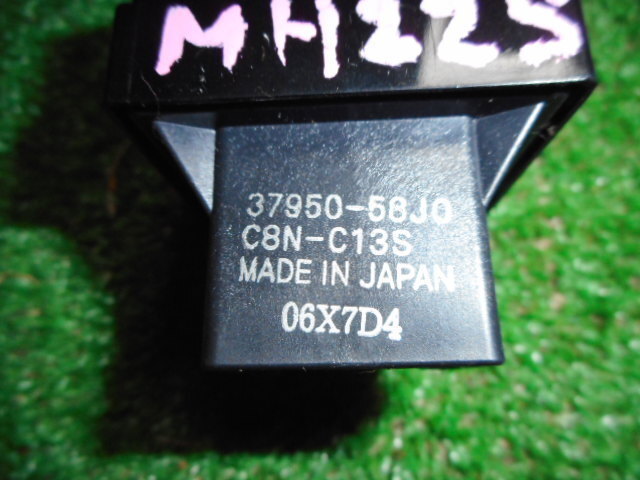 MH22S
37950-58J0
C8N-C13S
MADE IN JAPAN
06X7D4